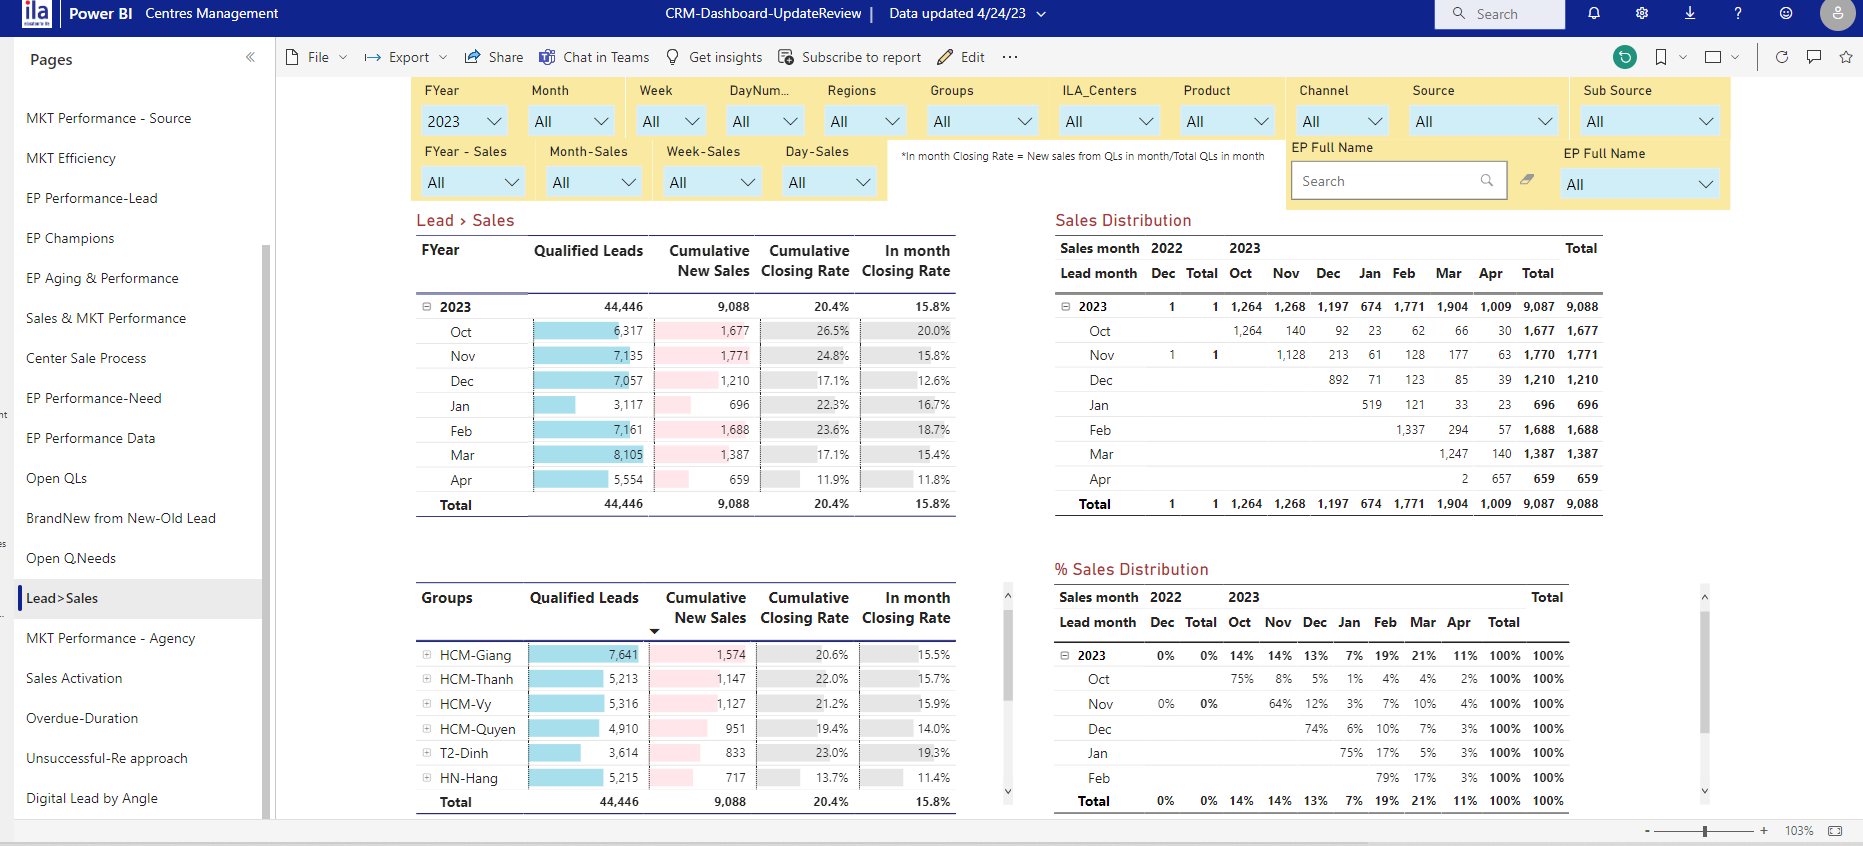 ila
Power BI Centres Management
CRM-Dashboard-UpdateReview | Data updated 4/24/23
Search
Pages
File Export Share Chat in Teams Get insights Subscribe to report Edit ...
MKT Performance - Source
MKT Efficiency
EP Performance-Lead
EP Champions
EP Aging & Performance
Sales & MKT Performance
Center Sale Process
EP Performance-Need
EP Performance Data
Open QLs
BrandNew from New-Old Lead
Open Q.Needs
Lead>Sales
MKT Performance - Agency
Sales Activation
Overdue-Duration
Unsuccessful-Re approach
Digital Lead by Angle
nt
es
FYear Month Week DayNum... Regions Groups ILA_Centers Product Channel Source Sub Source
2023 All All All All All All All All All All
FYear - Sales Month-Sales Week-Sales Day-Sales
All All All All
*In month Closing Rate = New sales from QLs in month/Total QLs in month
EP Full Name
Search
EP Full Name
All
Lead > Sales
FYear Qualified Leads Cumulative New Sales Cumulative Closing Rate In month Closing Rate
2023 44,446 9,088 20.4% 15.8%
Oct 6,317 1,677 26.5% 20.0%
Nov 7,135 1,771 24.8% 15.8%
Dec 7,057 1,210 17.1% 12.6%
Jan 3,117 696 22.3% 16.7%
Feb 7,161 1,688 23.6% 18.7%
Mar 8,105 1,387 17.1% 15.4%
Apr 5,554 659 11.9% 11.8%
Total 44,446 9,088 20.4% 15.8%
Sales Distribution
Sales month 2022 2023 Total
Lead month Dec Total Oct Nov Dec Jan Feb Mar Apr Total
2023 1 1 1,264 1,268 1,197 674 1,771 1,904 1,009 9,087 9,088
Oct 1,264 140 92 23 62 66 30 1,677 1,677
Nov 1 1 1,128 213 61 128 177 63 1,770 1,771
Dec 892 71 123 85 39 1,210 1,210
Jan 519 121 33 23 696 696
Feb 1,337 294 57 1,688 1,688
Mar 1,247 140 1,387 1,387
Apr 2 657 659 659
Total 1 1 1,264 1,268 1,197 674 1,771 1,904 1,009 9,087 9,088
Groups Qualified Leads Cumulative New Sales Cumulative Closing Rate In month Closing Rate
HCM-Giang 7,641 1,574 20.6% 15.5%
HCM-Thanh 5,213 1,147 22.0% 15.7%
HCM-Vy 5,316 1,127 21.2% 15.9%
HCM-Quyen 4,910 951 19.4% 14.0%
T2-Dinh 3,614 833 23.0% 19.3%
HN-Hang 5,215 717 13.7% 11.4%
Total 44,446 9,088 20.4% 15.8%
% Sales Distribution
Sales month 2022 2023 Total
Lead month Dec Total Oct Nov Dec Jan Feb Mar Apr Total
2023 0% 0% 14% 14% 13% 7% 19% 21% 11% 100% 100%
Oct 75% 8% 5% 1% 4% 4% 2% 100% 100%
Nov 0% 0% 64% 12% 3% 7% 10% 4% 100% 100%
Dec 74% 6% 10% 7% 3% 100% 100%
Jan 75% 17% 5% 3% 100% 100%
Feb 79% 17% 3% 100% 100%
Total 0% 0% 14% 14% 13% 7% 19% 21% 11% 100% 100%
- + 103%